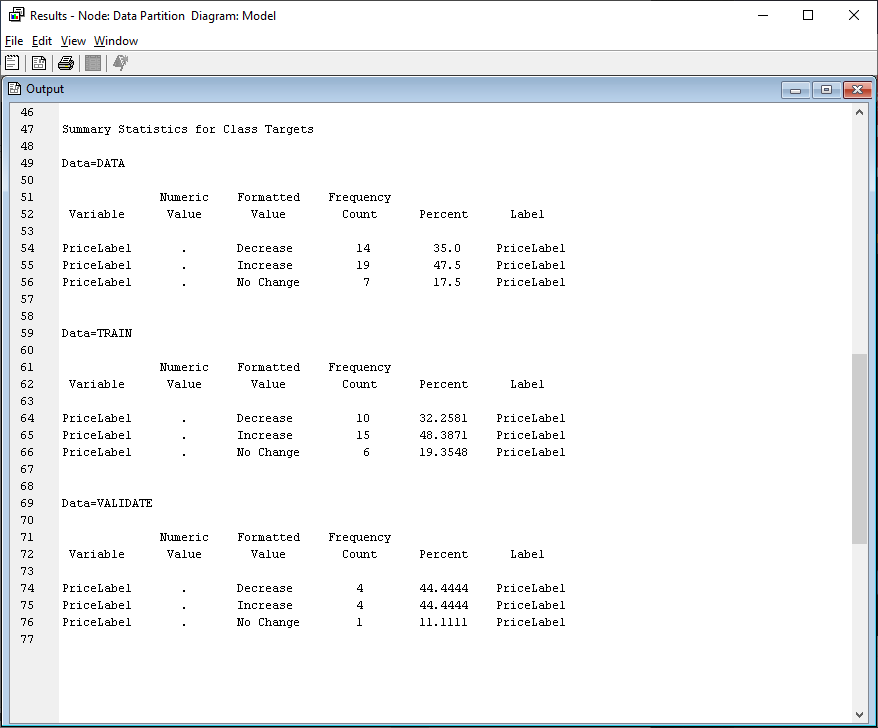 Results - Node: Data Partition  Diagram: Model
File  Edit  View  Window
Output
46
47 Summary Statistics for Class Targets
48
49 Data=DATA
50
51 Numeric Formatted Frequency
52 Variable Value Value Count Percent Label
53
54 PriceLabel . Decrease 14 35.0 PriceLabel
55 PriceLabel . Increase 19 47.5 PriceLabel
56 PriceLabel . No Change 7 17.5 PriceLabel
57
58
59 Data=TRAIN
60
61 Numeric Formatted Frequency
62 Variable Value Value Count Percent Label
63
64 PriceLabel . Decrease 10 32.2581 PriceLabel
65 PriceLabel . Increase 15 48.3871 PriceLabel
66 PriceLabel . No Change 6 19.3548 PriceLabel
67
68
69 Data=VALIDATE
70
71 Numeric Formatted Frequency
72 Variable Value Value Count Percent Label
73
74 PriceLabel . Decrease 4 44.4444 PriceLabel
75 PriceLabel . Increase 4 44.4444 PriceLabel
76 PriceLabel . No Change 1 11.1111 PriceLabel
77